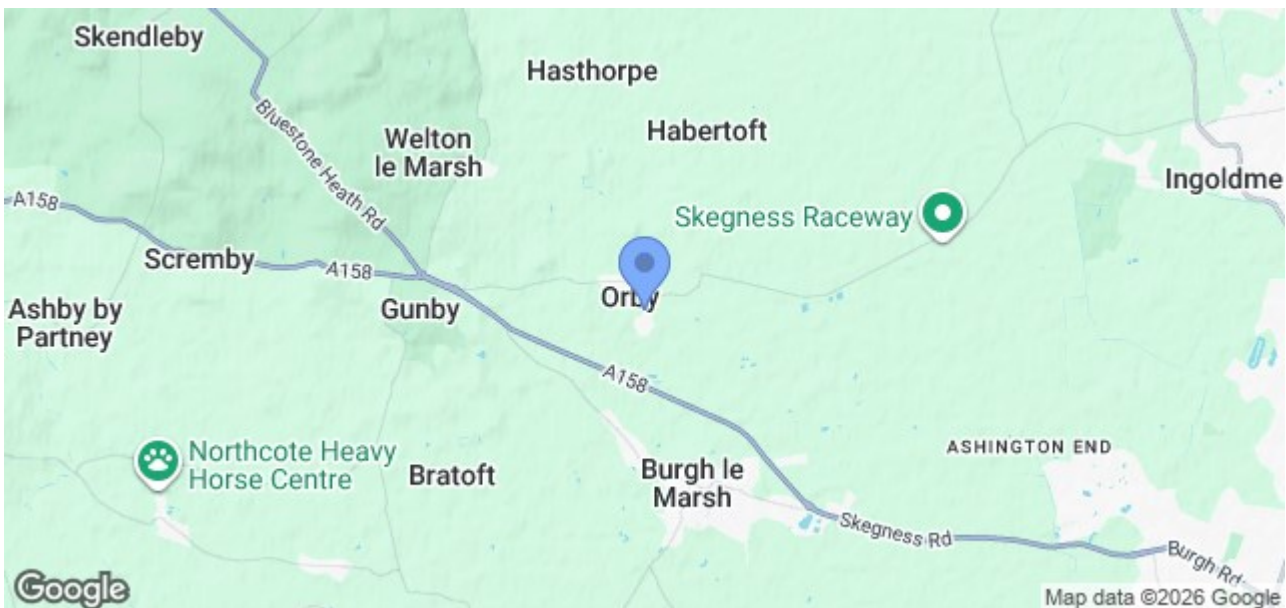 Skendleby
Hasthorpe
Bluestone Heath Rd
Welton
le Marsh
Habertoft
Ingoldme
A158
Skegness Raceway
Scremby
A158
Orby
Ashby by
Partney
Gunby
A158
Northcote Heavy
Horse Centre
Bratoft
Burgh le
Marsh
ASHINGTON END
Skegness Rd
Burgh Rd
Google
Map data ©2026 Google